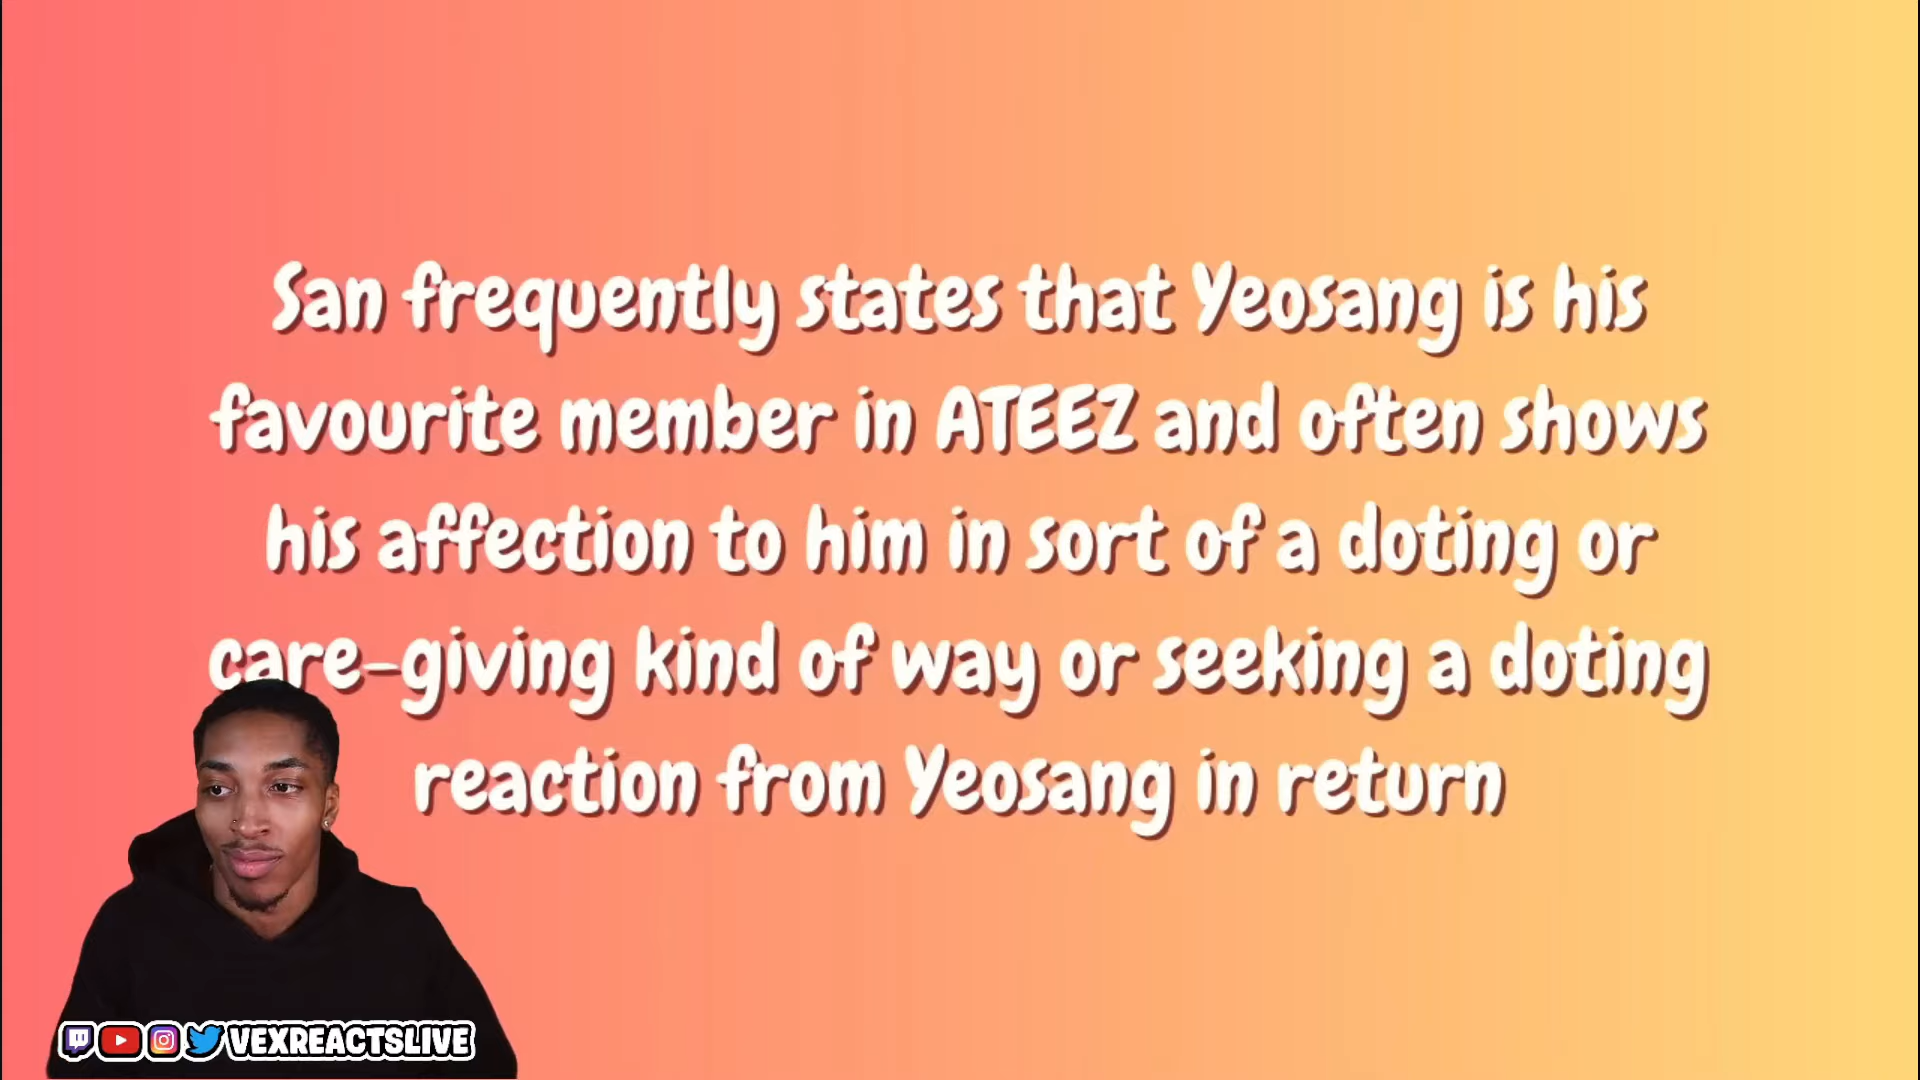 San frequently states that Yeosang is his
favourite member in ATEEZ and often shows
his affection to him in sort of a doting or
care-giving kind of way or seeking a doting
reaction from Yeosang in return
VEXREACTSLIVE